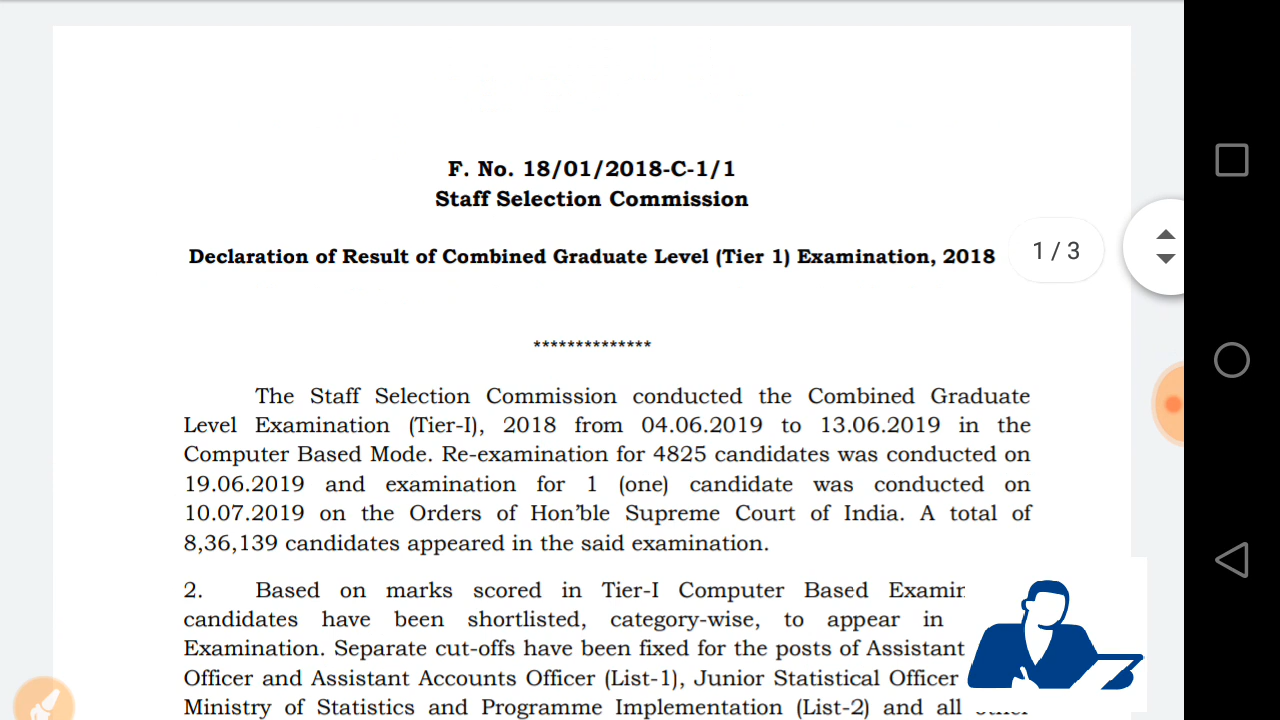 F. No. 18/01/2018-C-1/1
Staff Selection Commission
Declaration of Result of Combined Graduate Level (Tier 1) Examination, 2018
1 / 3
**************
The Staff Selection Commission conducted the Combined Graduate
Level Examination (Tier-I), 2018 from 04.06.2019 to 13.06.2019 in the
Computer Based Mode. Re-examination for 4825 candidates was conducted on
19.06.2019 and examination for 1 (one) candidate was conducted on
10.07.2019 on the Orders of Hon’ble Supreme Court of India. A total of
8,36,139 candidates appeared in the said examination.
2. Based on marks scored in Tier-I Computer Based
candidates have been shortlisted, category-wise, to appear in
Examination. Separate cut-offs have been fixed for the posts of Assistant
Officer and Assistant Accounts Officer (List-1), Junior Statistical Officer
Ministry of Statistics and Programme Implementation (List-2) and all